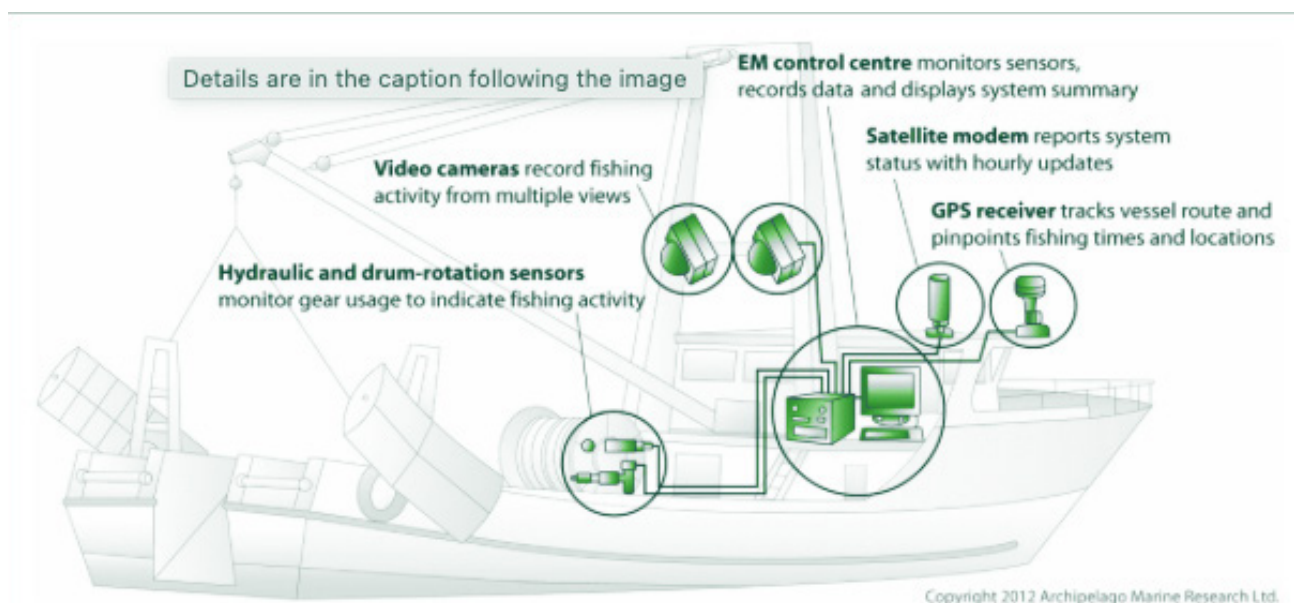 Details are in the caption following the image
EM control centre monitors sensors,
records data and displays system summary
Satellite modem reports system
status with hourly updates
Video cameras record fishing
activity from multiple views
GPS receiver tracks vessel route and
pinpoints fishing times and locations
Hydraulic and drum-rotation sensors
monitor gear usage to indicate fishing activity
Copyright 2012 Archipelago Marine Research Ltd.